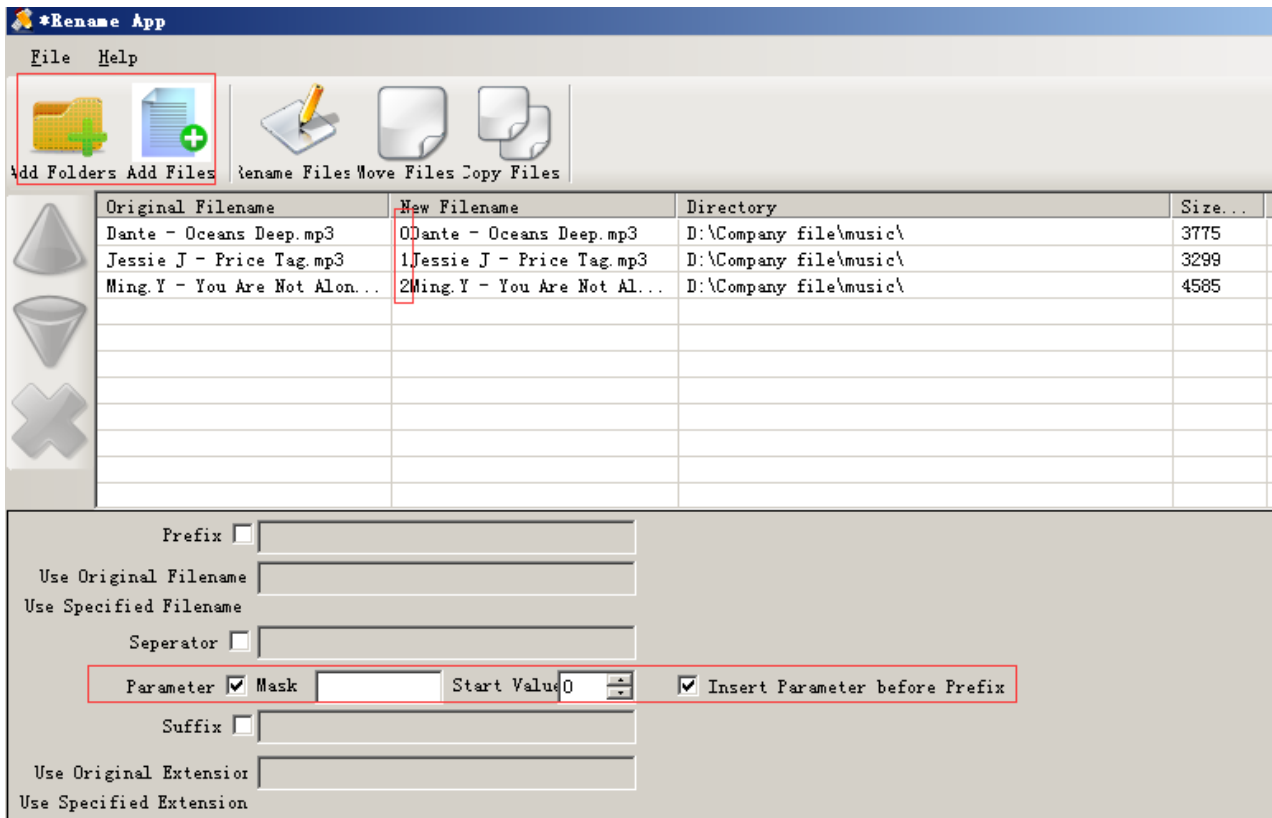 *Rename App
File Help
Add Folders Add Files Rename Files Move Files Copy Files
Original Filename New Filename Directory Size...
Dante - Oceans Deep.mp3 0Dante - Oceans Deep.mp3 D:\Company file\music\ 3775
Jessie J - Price Tag.mp3 1Jessie J - Price Tag.mp3 D:\Company file\music\ 3299
Ming.Y - You Are Not Alon... 2Ming.Y - You Are Not Al... D:\Company file\music\ 4585
Prefix
Use Original Filename
Use Specified Filename
Seperator
Parameter Mask Start Value 0 Insert Parameter before Prefix
Suffix
Use Original Extension
Use Specified Extension